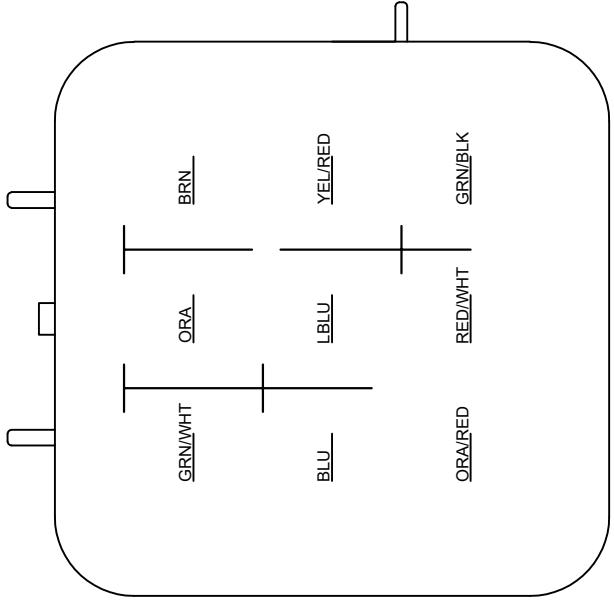 BRN
YEL/RED
GRN/BLK
ORA
LBLU
RED/WHT
GRN/WHT
BLU
ORA/RED